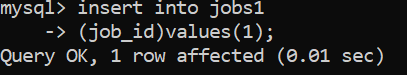 mysql> insert into jobs1
    -> (job_id)values(1);
Query OK, 1 row affected (0.01 sec)